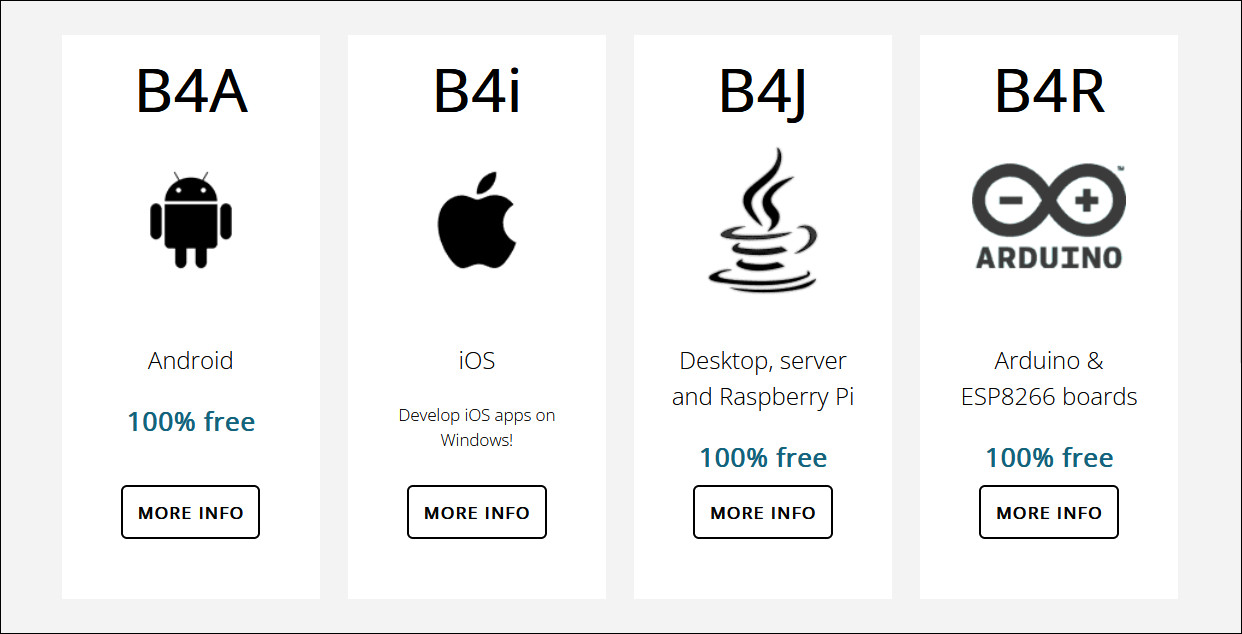 B4A
Android
100% free
MORE INFO
B4i
iOS
Develop iOS apps on
Windows!
MORE INFO
B4J
Desktop, server
and Raspberry Pi
100% free
MORE INFO
B4R
™
ARDUINO
Arduino &
ESP8266 boards
100% free
MORE INFO